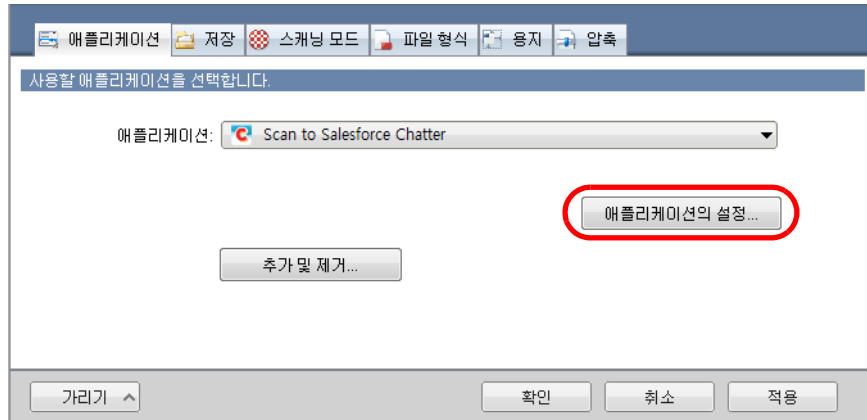 애플리케이션 저장 스캐닝 모드 파일 형식 용지 압축
사용할 애플리케이션을 선택합니다.
애플리케이션: Scan to Salesforce Chatter
애플리케이션의 설정...
추가 및 제거...
가리기 확인 취소 적용